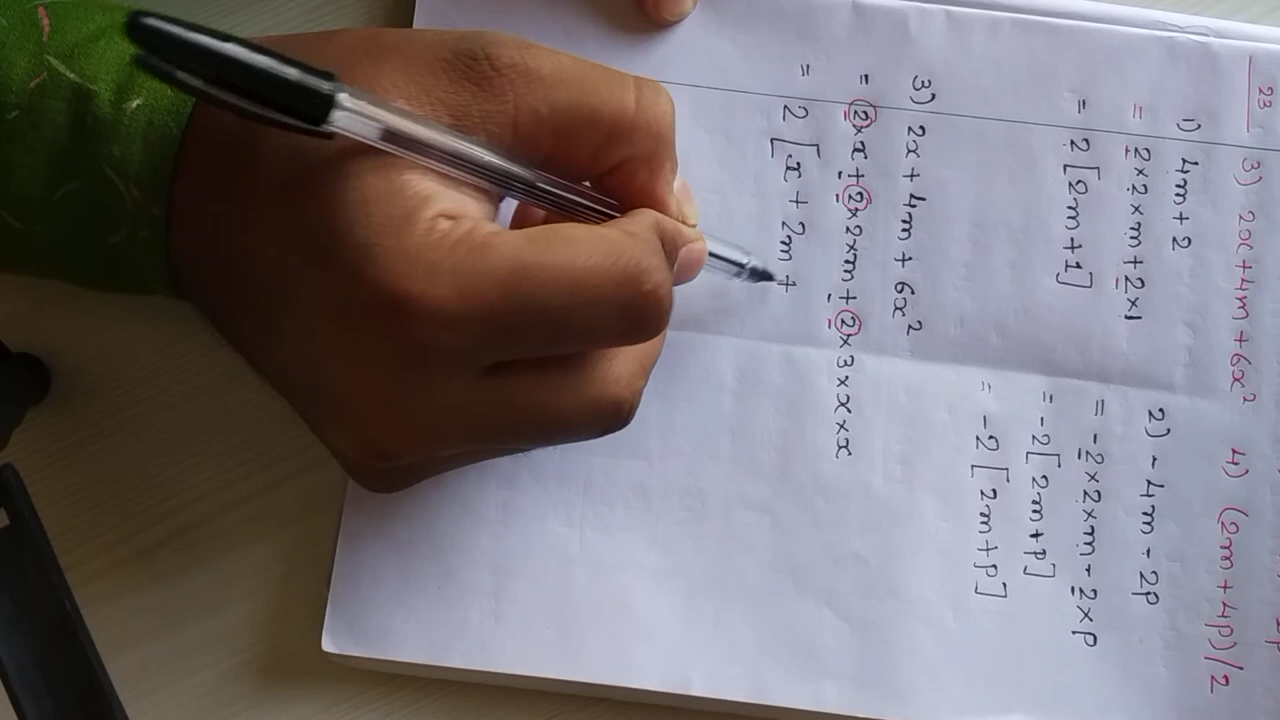 23
3) 2x+4m+6x² 4) (2m+4p)/2
1) 4m+2
= 2×2×m+2×1
= 2[2m+1]
2) -4m-2p
= -2×2×m-2×p
= -2[2m+p]
= -2[2m+p]
3) 2x+4m+6x²
= 2×x+2×2×m+2×3×x×x
= 2[x+2m+